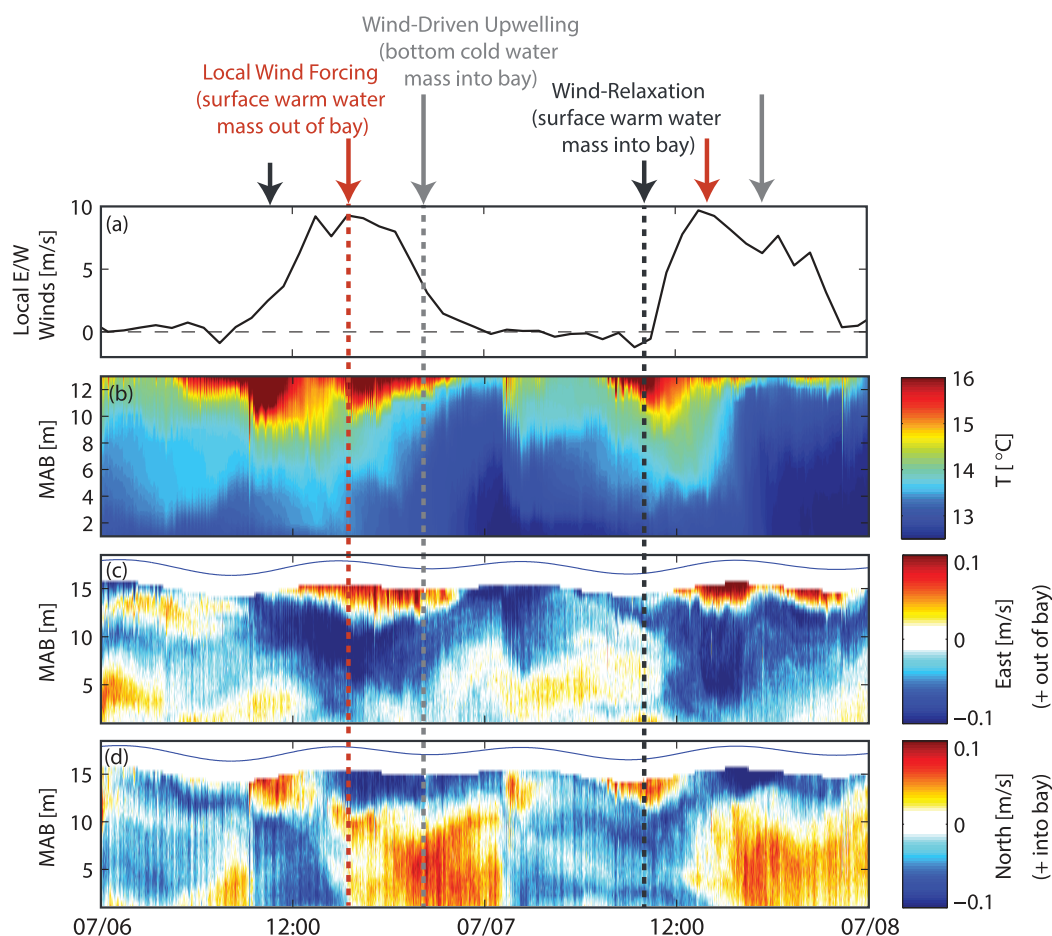 Wind-Driven Upwelling
(bottom cold water
mass into bay)
Local Wind Forcing
(surface warm water
mass out of bay)
Wind-Relaxation
(surface warm water
mass into bay)
(a)
Local E/W
Winds [m/s]
10
5
0
(b)
MAB [m]
12
10
8
6
4
2
16
15
14
13
T [ °C]
(c)
MAB [m]
15
10
5
0.1
0
−0.1
East [m/s]
(+ out of bay)
(d)
MAB [m]
15
10
5
0.1
0
−0.1
North [m/s]
(+ into bay)
07/06
12:00
07/07
12:00
07/08